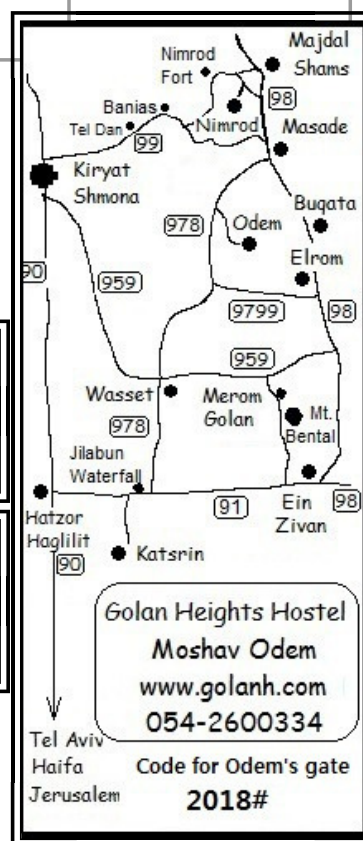 Majdal
Shams
Nimrod
Fort
98
Banias
Nimrod
Tel Dan
99
Masade
Kiryat
Shmona
Buqata
978
Odem
Elrom
90
959
9799
98
959
Wasset
Merom
Golan
978
Mt.
Bental
Jilabun
Waterfall
91
Ein
Zivan
98
Hatzor
Haglilit
90
Katsrin
Golan Heights Hostel
Moshav Odem
www.golanh.com
054-2600334
Tel Aviv
Haifa
Jerusalem
Code for Odem's gate
2018#